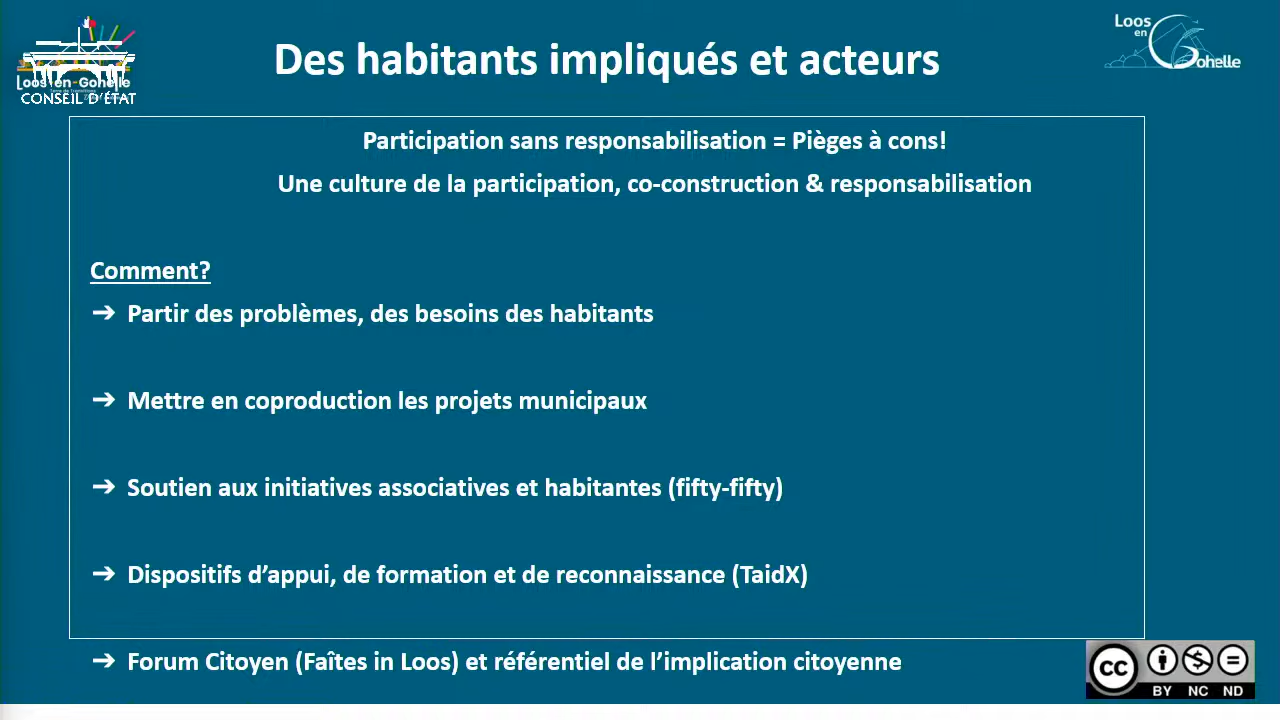 Loos-en-Gohelle
CONSEIL D'ÉTAT
Des habitants impliqués et acteurs
Loos
en
Gohelle
Participation sans responsabilisation = Pièges à cons!
Une culture de la participation, co-construction & responsabilisation
Comment?
➔ Partir des problèmes, des besoins des habitants
➔ Mettre en coproduction les projets municipaux
➔ Soutien aux initiatives associatives et habitantes (fifty-fifty)
➔ Dispositifs d’appui, de formation et de reconnaissance (TaidX)
➔ Forum Citoyen (Faîtes in Loos) et référentiel de l’implication citoyenne
cc
BY NC ND